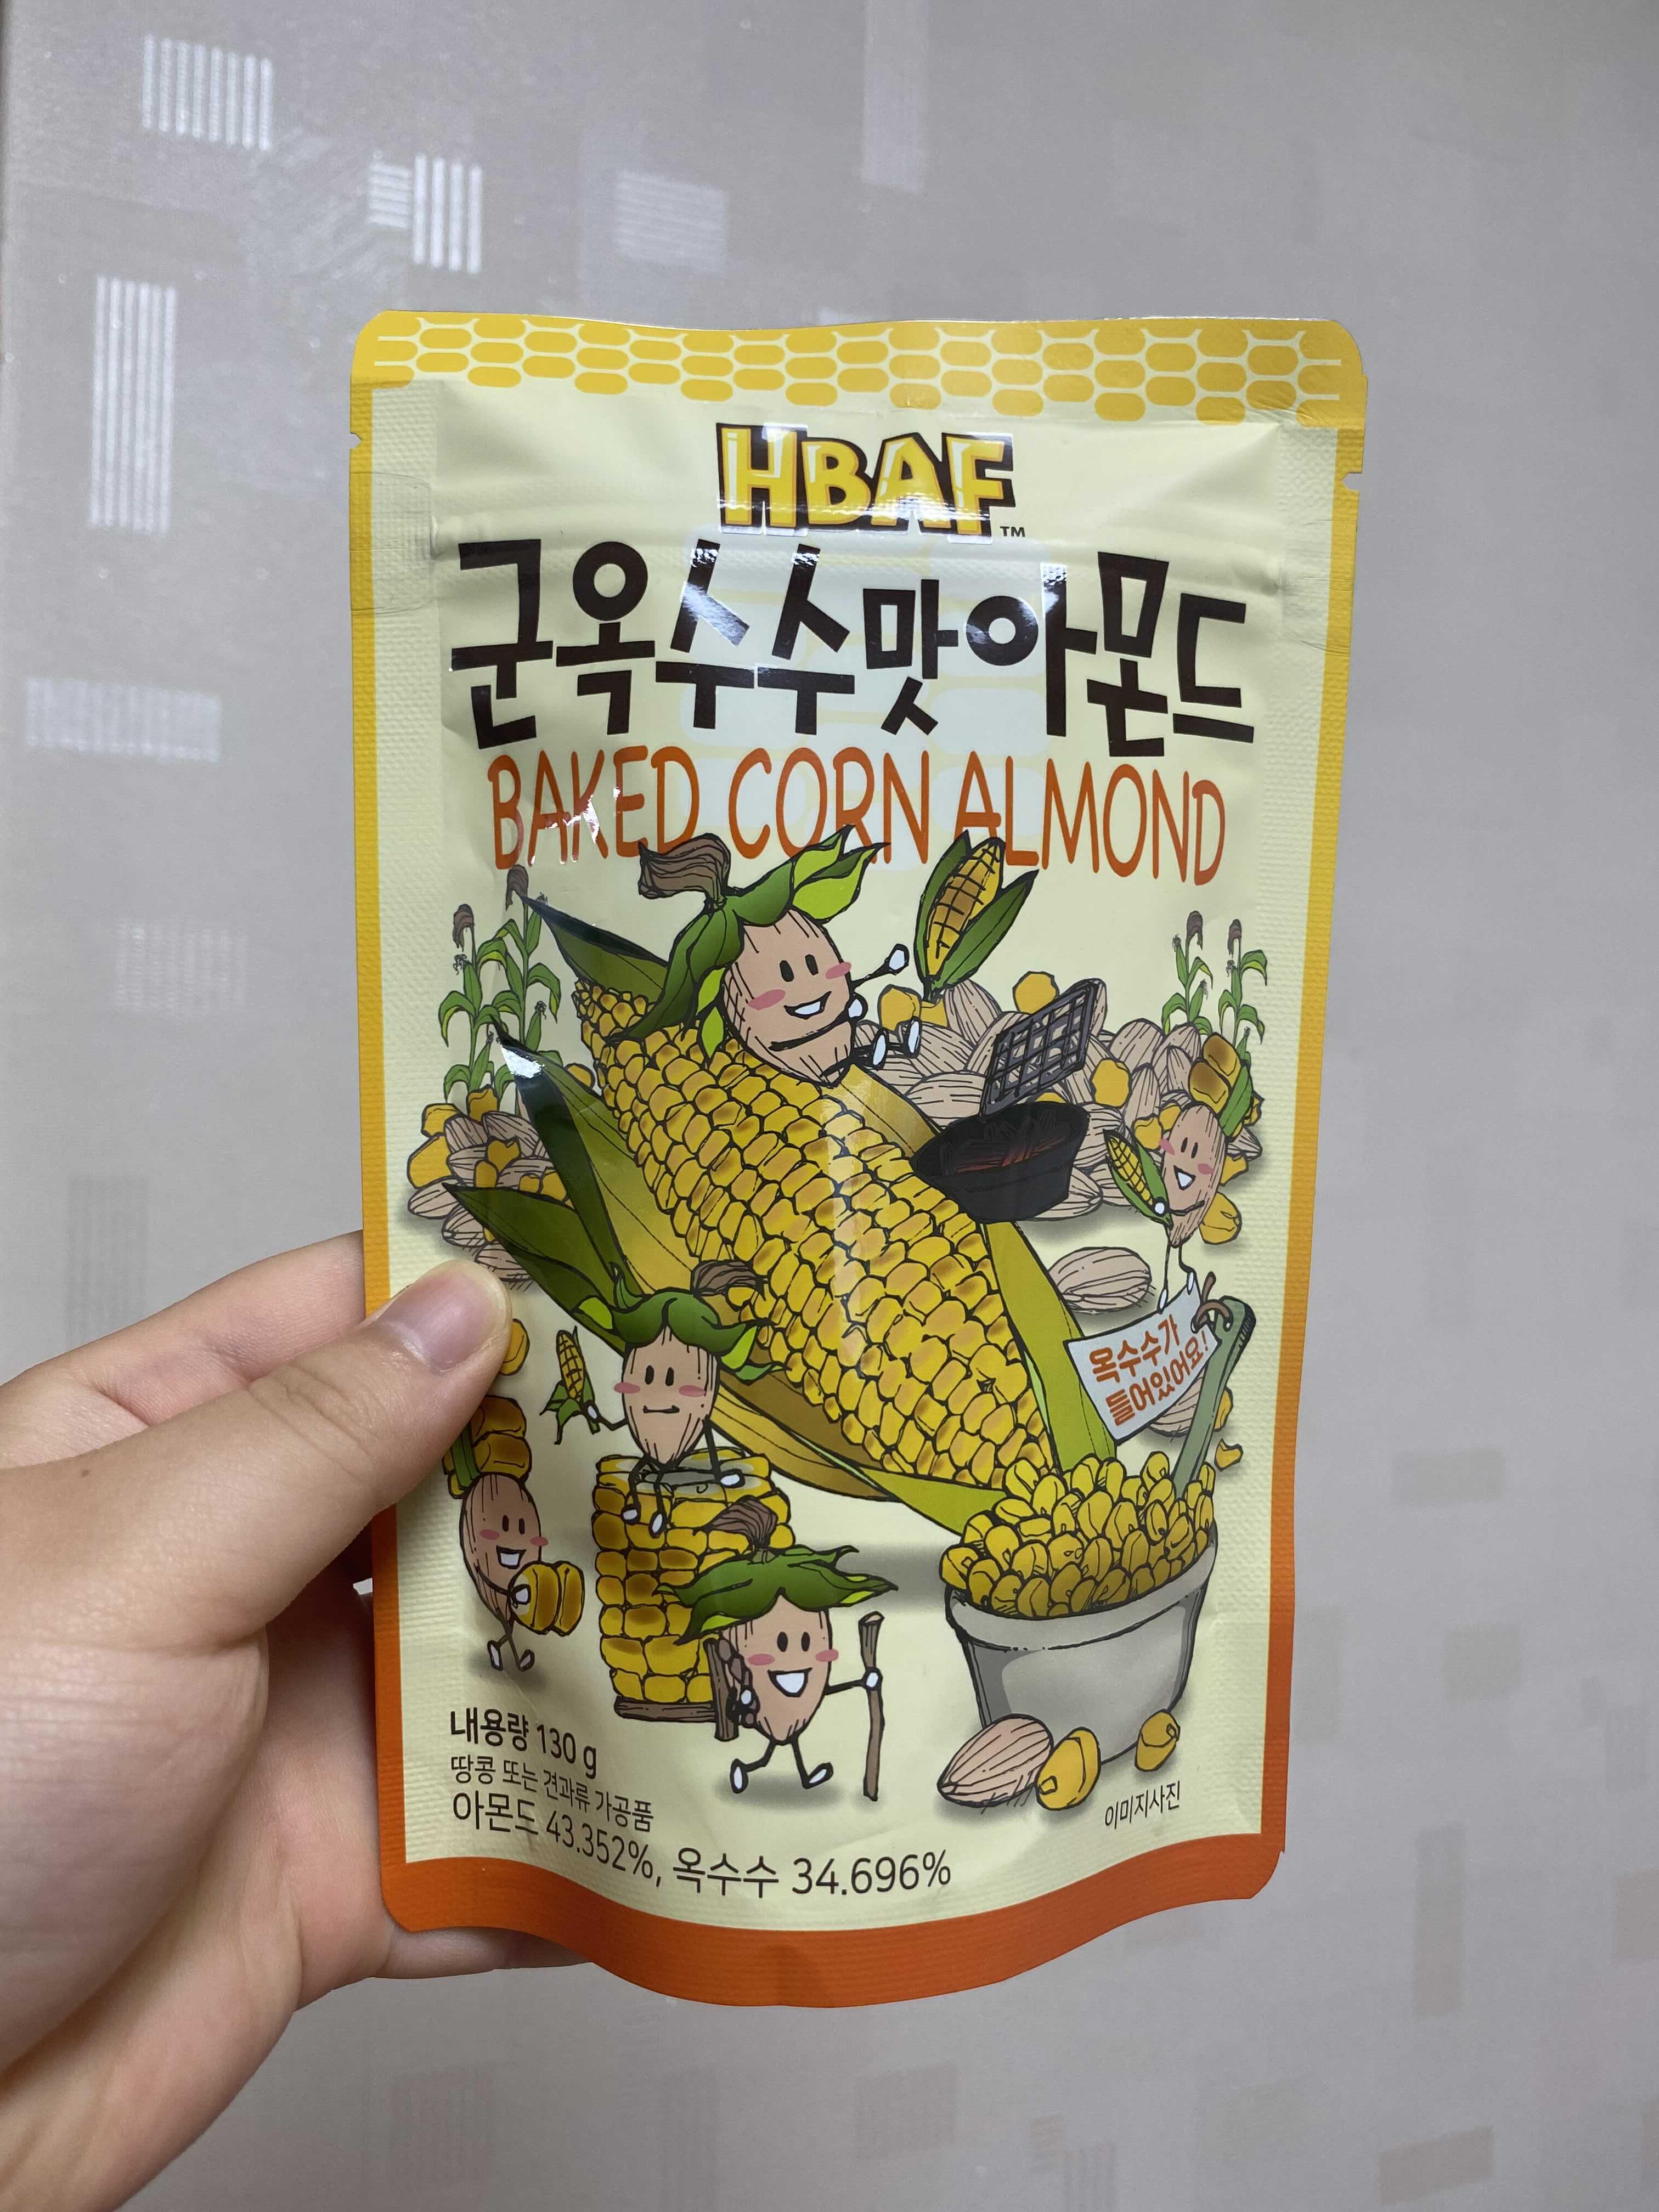 HBAF™
군옥수수맛아몬드
BAKED CORN ALMOND
옥수수가
들어있어요!
내용량 130 g
땅콩 또는 견과류 가공품
아몬드 43.352%, 옥수수 34.696%
이미지사진